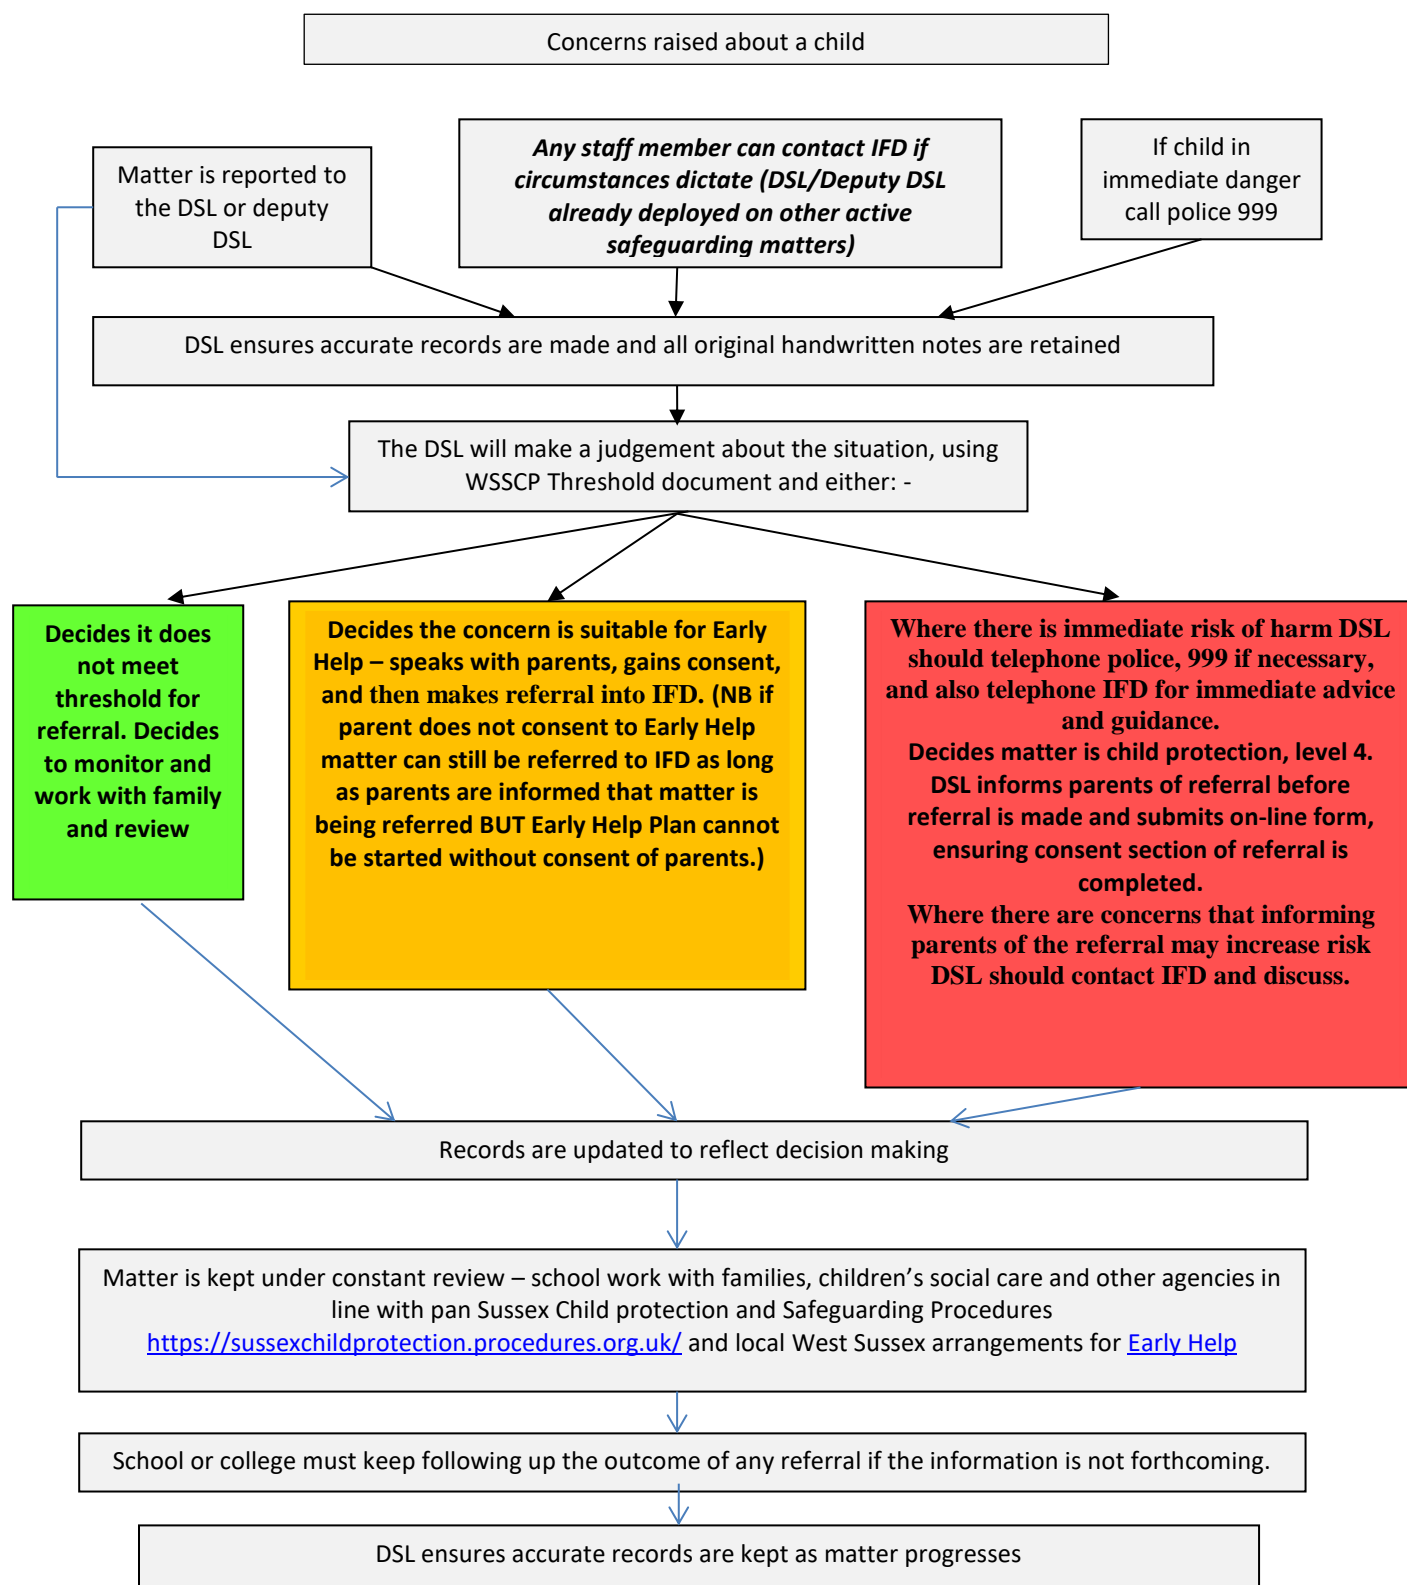 Concerns raised about a child
Matter is reported to
the DSL or deputy
DSL
Any staff member can contact IFD if
circumstances dictate (DSL/Deputy DSL
already deployed on other active
safeguarding matters)
If child in
immediate danger
call police 999
DSL ensures accurate records are made and all original handwritten notes are retained
The DSL will make a judgement about the situation, using
WSSCP Threshold document and either: -
Decides it does
not meet
threshold for
referral. Decides
to monitor and
work with family
and review
Decides the concern is suitable for Early
Help – speaks with parents, gains consent,
and then makes referral into IFD. (NB if
parent does not consent to Early Help
matter can still be referred to IFD as long
as parents are informed that matter is
being referred BUT Early Help Plan cannot
be started without consent of parents.)
Where there is immediate risk of harm DSL
should telephone police, 999 if necessary,
and also telephone IFD for immediate advice
and guidance.
Decides matter is child protection, level 4.
DSL informs parents of referral before
referral is made and submits on-line form,
ensuring consent section of referral is
completed.
Where there are concerns that informing
parents of the referral may increase risk
DSL should contact IFD and discuss.
Records are updated to reflect decision making
Matter is kept under constant review – school work with families, children’s social care and other agencies in
line with pan Sussex Child protection and Safeguarding Procedures
https://sussexchildprotection.procedures.org.uk/ and local West Sussex arrangements for Early Help
School or college must keep following up the outcome of any referral if the information is not forthcoming.
DSL ensures accurate records are kept as matter progresses